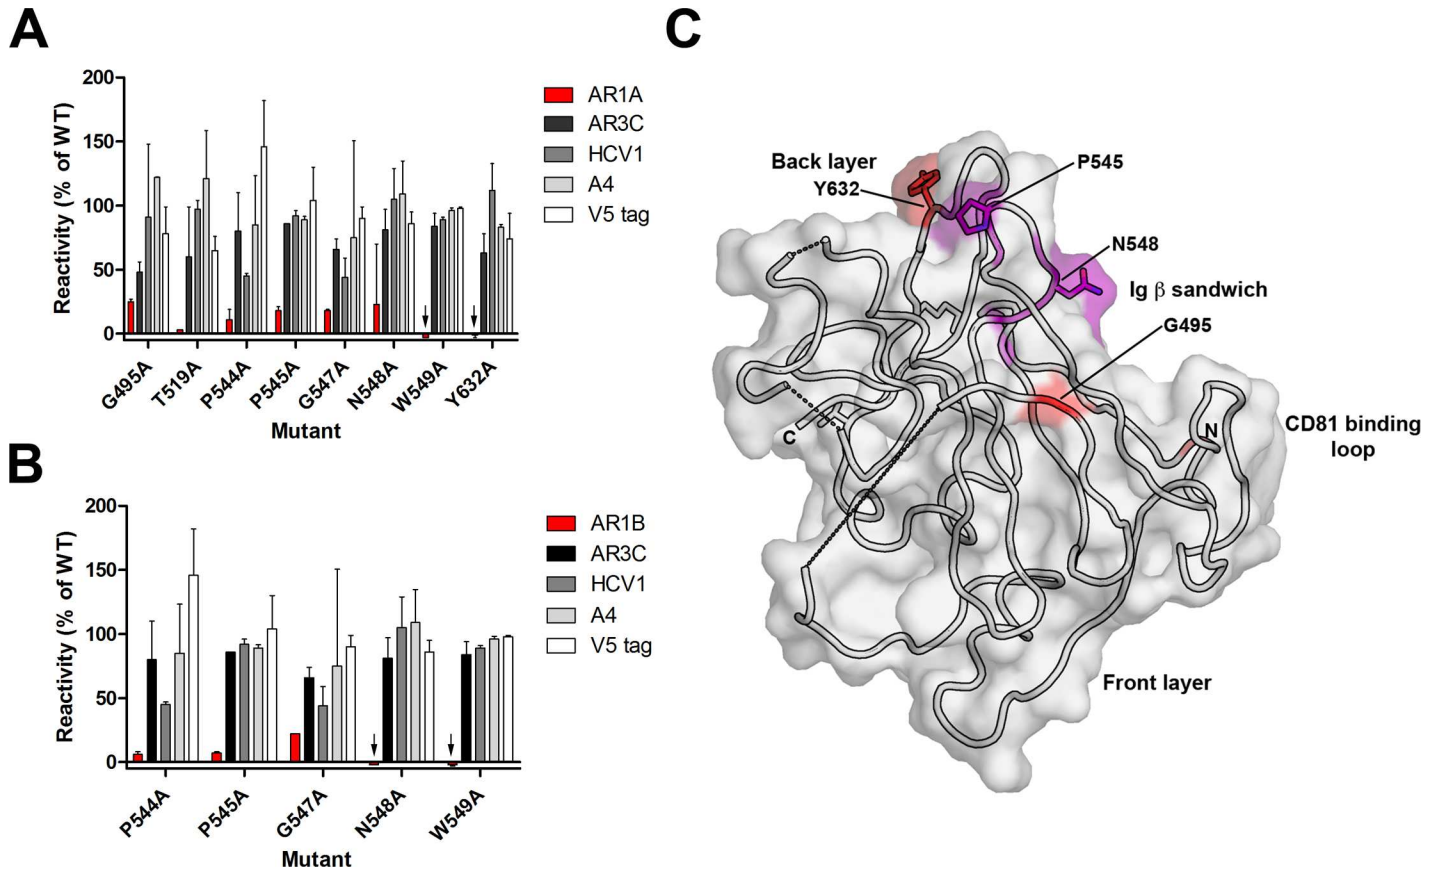 A
Reactivity (% of WT)
200
150
100
50
0
G495A
T519A
P544A
P545A
G547A
N548A
W549A
Y632A
Mutant
AR1A
AR3C
HCV1
A4
V5 tag
B
Reactivity (% of WT)
200
150
100
50
0
P544A
P545A
G547A
N548A
W549A
Mutant
AR1B
AR3C
HCV1
A4
V5 tag
C
Back layer
Y632
P545
N548
Ig β sandwich
G495
CD81 binding
loop
N
C
Front layer